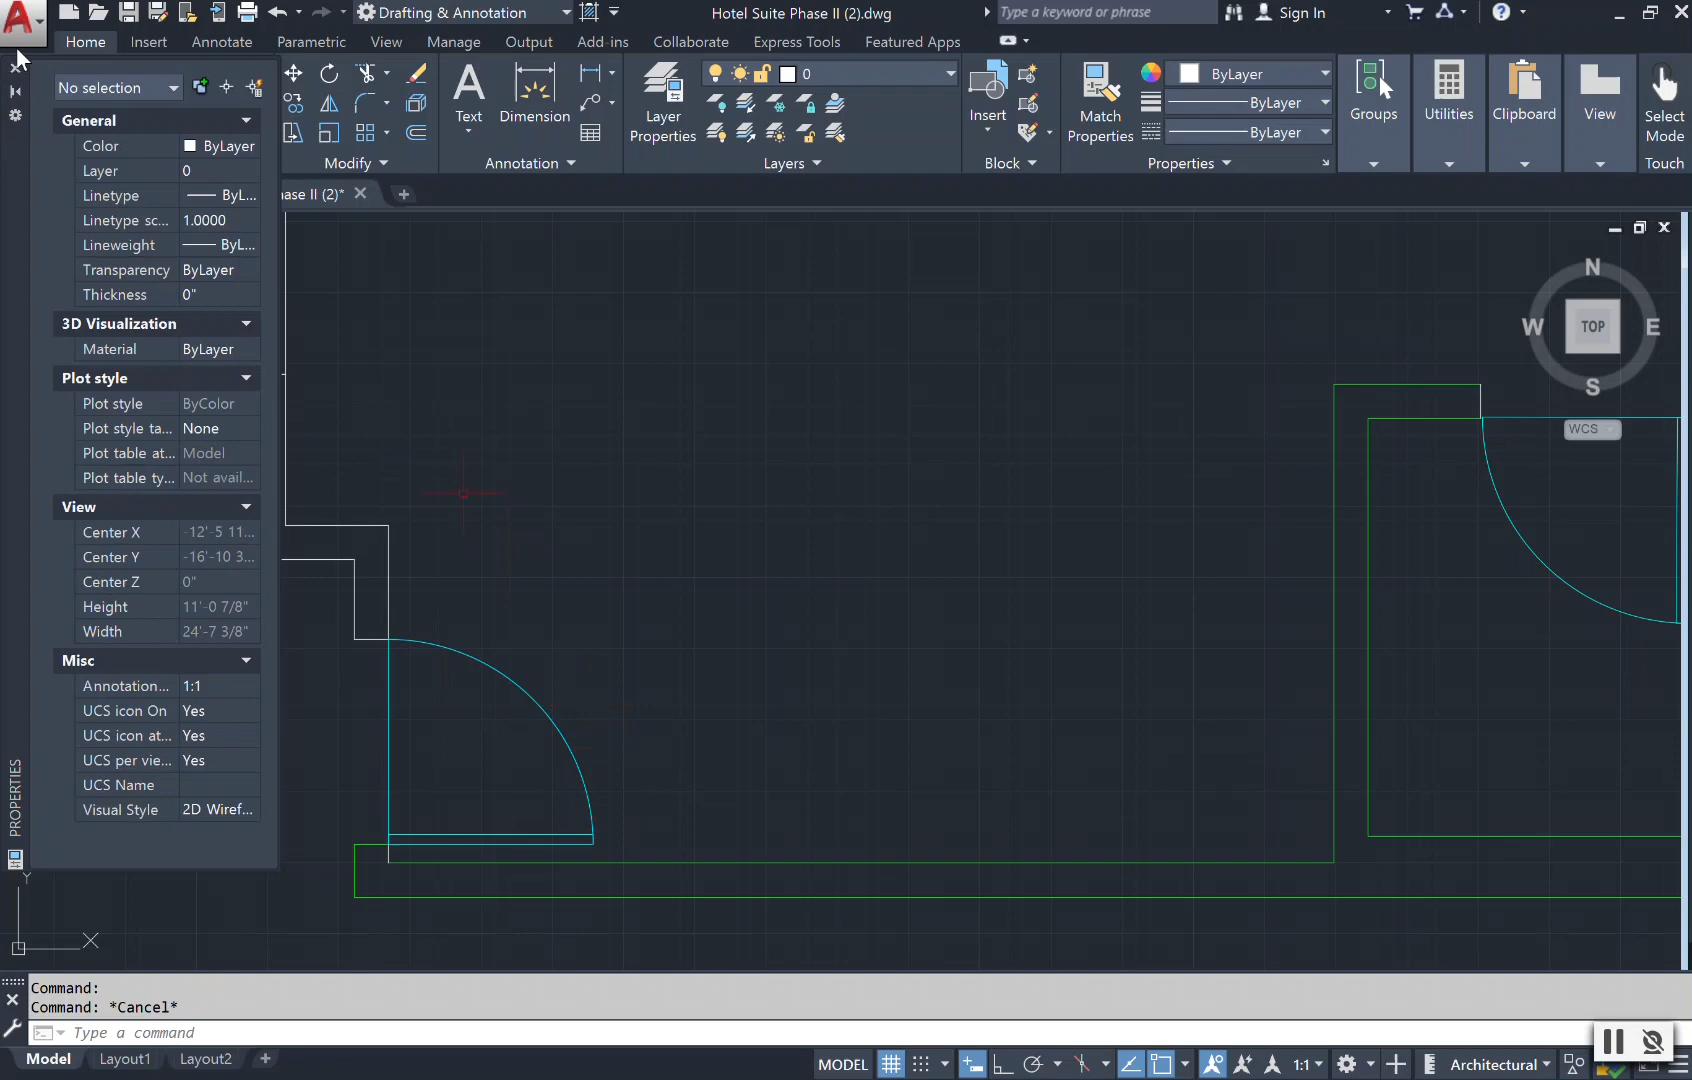 A
Drafting & Annotation
Hotel Suite Phase II (2).dwg
Type a keyword or phrase
Sign In
Home
Insert
Annotate
Parametric
View
Manage
Output
Add-ins
Collaborate
Express Tools
Featured Apps
No selection
General
Color ByLayer
Layer 0
Linetype ByL...
Linetype sc... 1.0000
Lineweight ByL...
Transparency ByLayer
Thickness 0"
3D Visualization
Material ByLayer
Plot style
Plot style ByColor
Plot style ta... None
Plot table at... Model
Plot table ty... Not avail...
View
Center X -12'-5 11...
Center Y -16'-10 3...
Center Z 0"
Height 11'-0 7/8"
Width 24'-7 3/8"
Misc
Annotation... 1:1
UCS icon On Yes
UCS icon at... Yes
UCS per vie... Yes
UCS Name
Visual Style 2D Wiref...
PROPERTIES
Modify
A
Text
Dimension
Annotation
Layer
Properties
0
Layers
Insert
Block
Match
Properties
ByLayer
ByLayer
ByLayer
Properties
Groups
Utilities
Clipboard
View
Select
Mode
Touch
hase II (2)*
N
W
TOP
E
S
WCS
Y
X
Command:
Command: *Cancel*
Type a command
Model
Layout1
Layout2
MODEL
1:1
Architectural